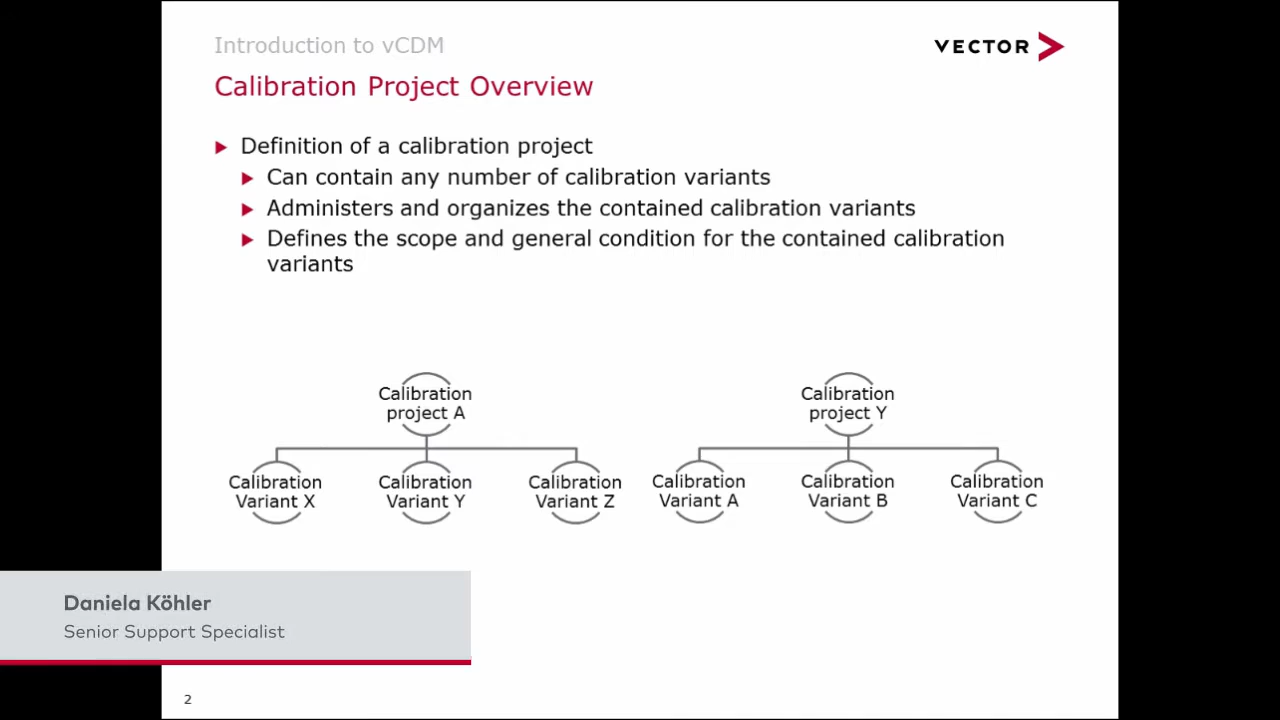 Introduction to vCDM
VECTOR
Calibration Project Overview
Definition of a calibration project
Can contain any number of calibration variants
Administers and organizes the contained calibration variants
Defines the scope and general condition for the contained calibration
variants
Calibration
project A
Calibration
Variant X
Calibration
Variant Y
Calibration
Variant Z
Calibration
project Y
Calibration
Variant A
Calibration
Variant B
Calibration
Variant C
Daniela Köhler
Senior Support Specialist
2